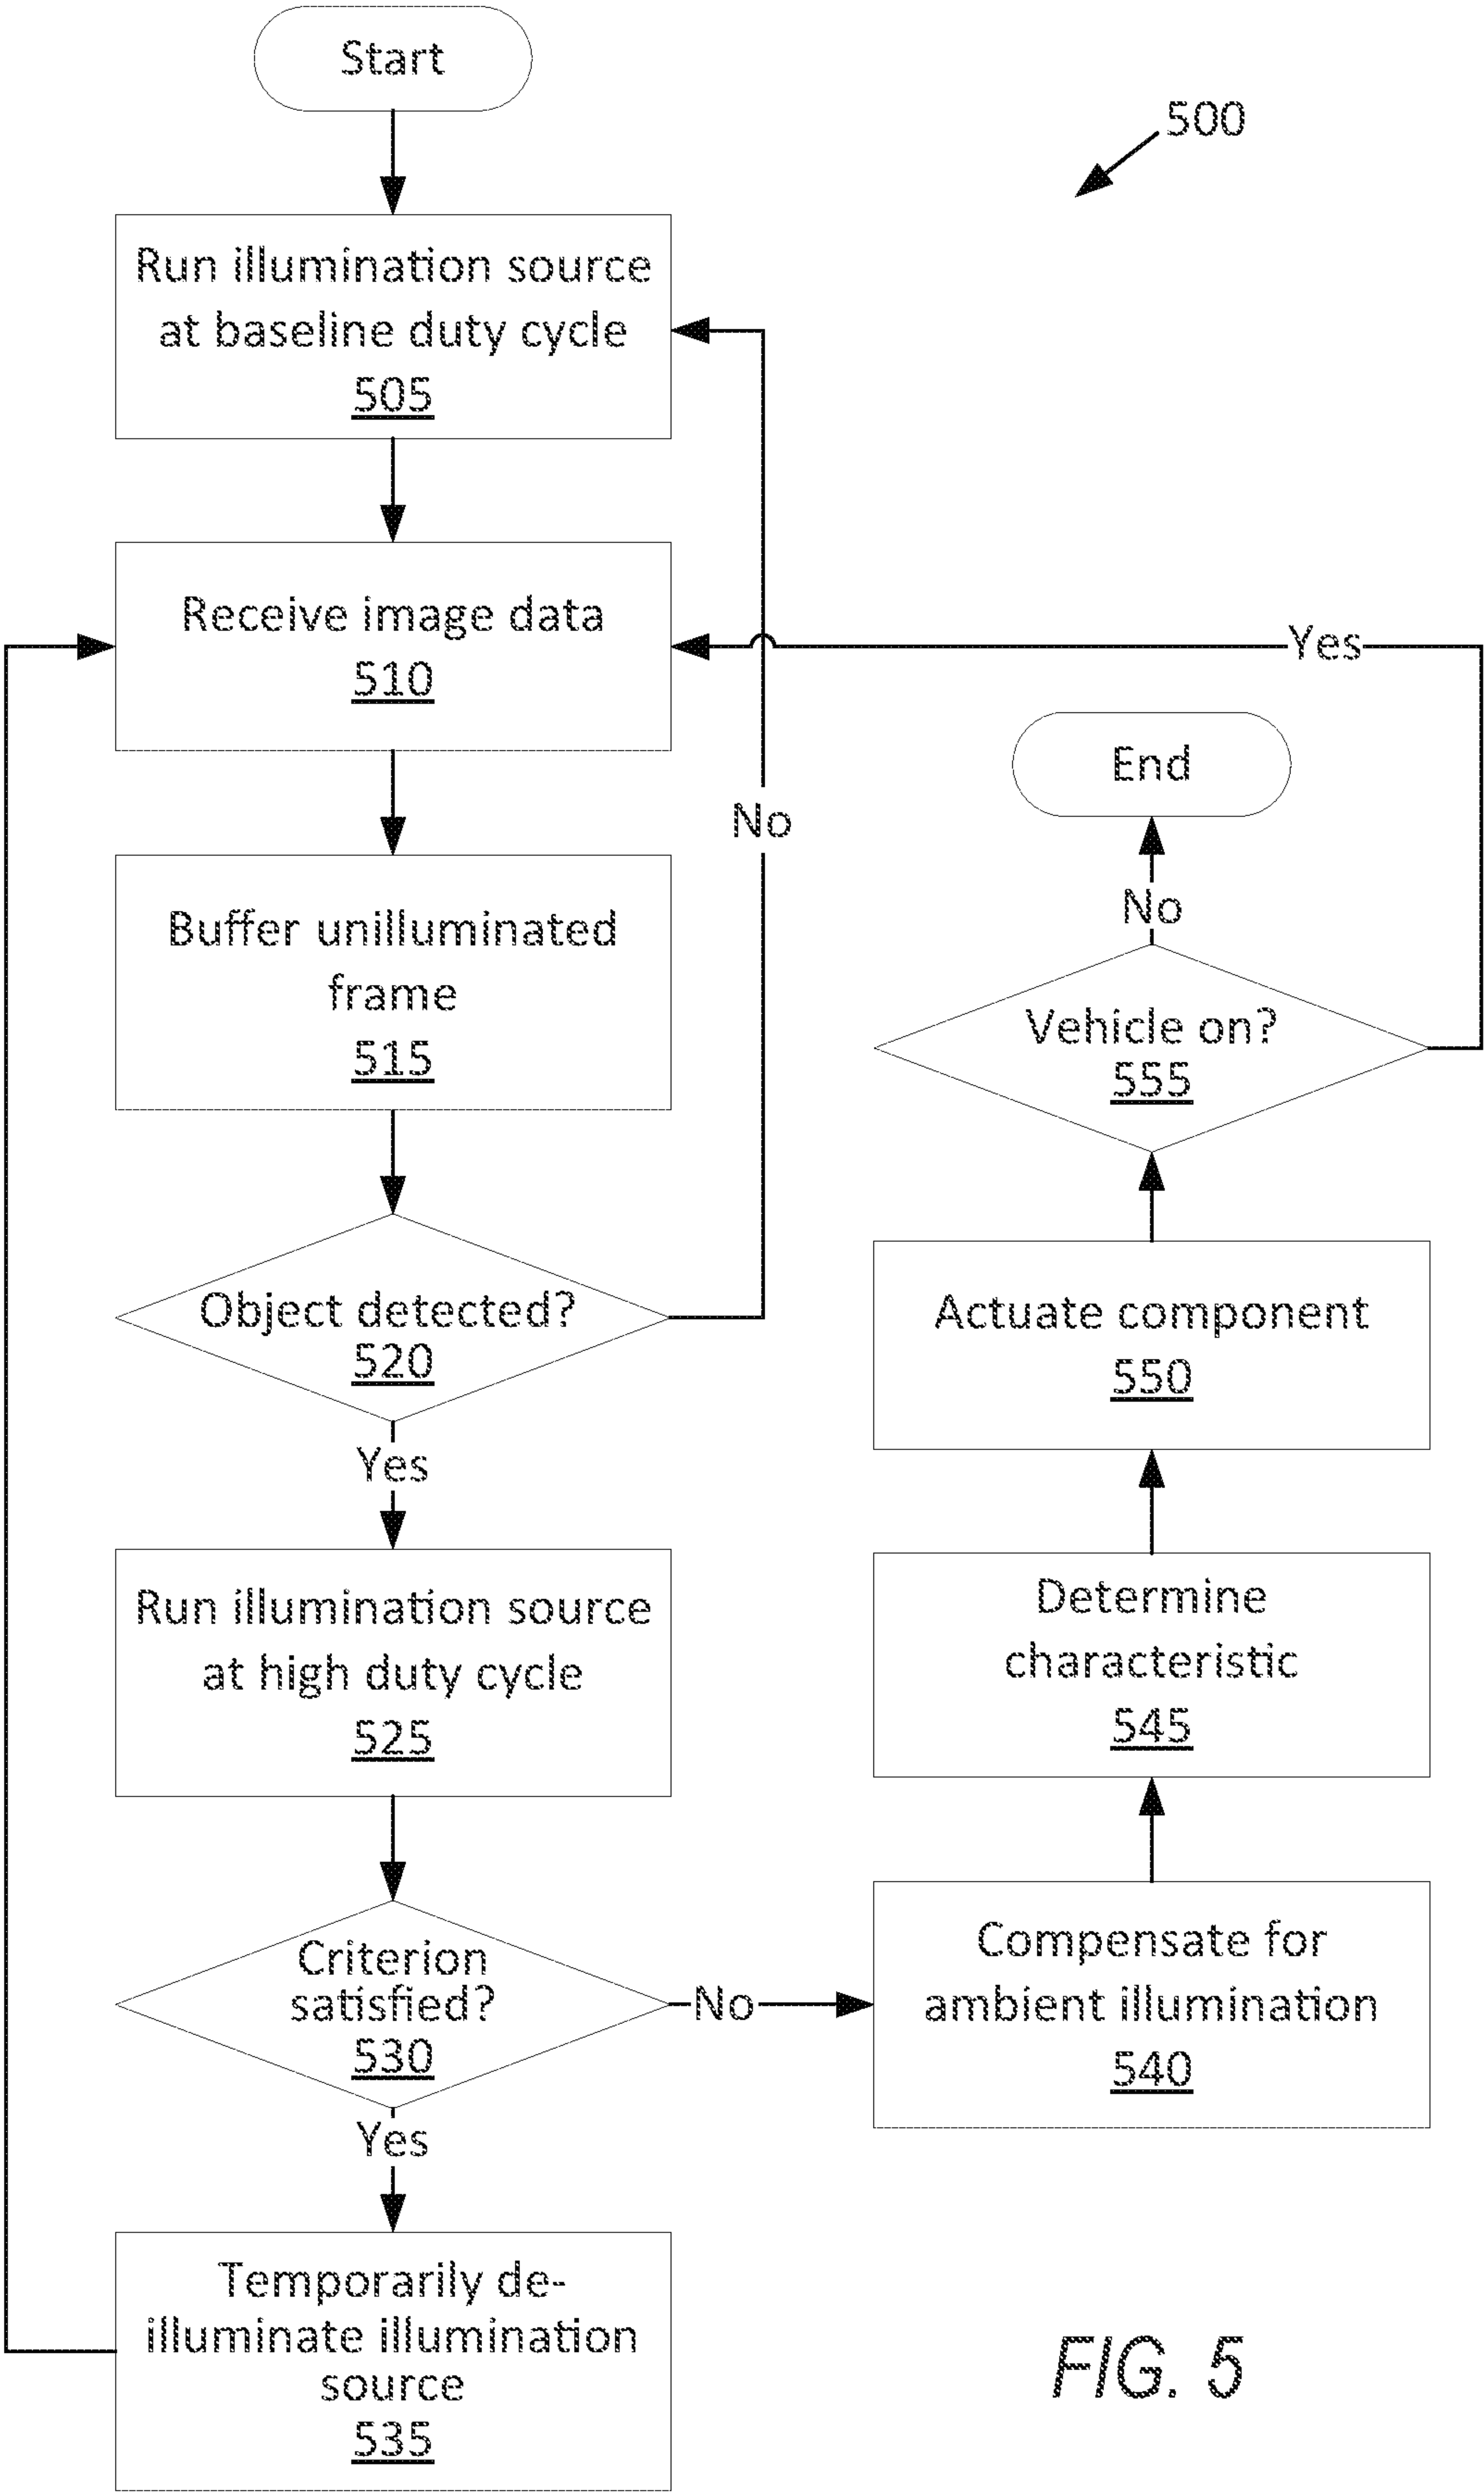 Start
500
Run illumination source
at baseline duty cycle
505
Receive image data
510
Yes
Buffer unilluminated
frame
515
No
Object detected?
520
Yes
Run illumination source
at high duty cycle
525
Criterion
satisfied?
530
No
Yes
Temporarily de-
illuminate illumination
source
535
Compensate for
ambient illumination
540
Determine
characteristic
545
Actuate component
550
Vehicle on?
555
No
End
FIG. 5